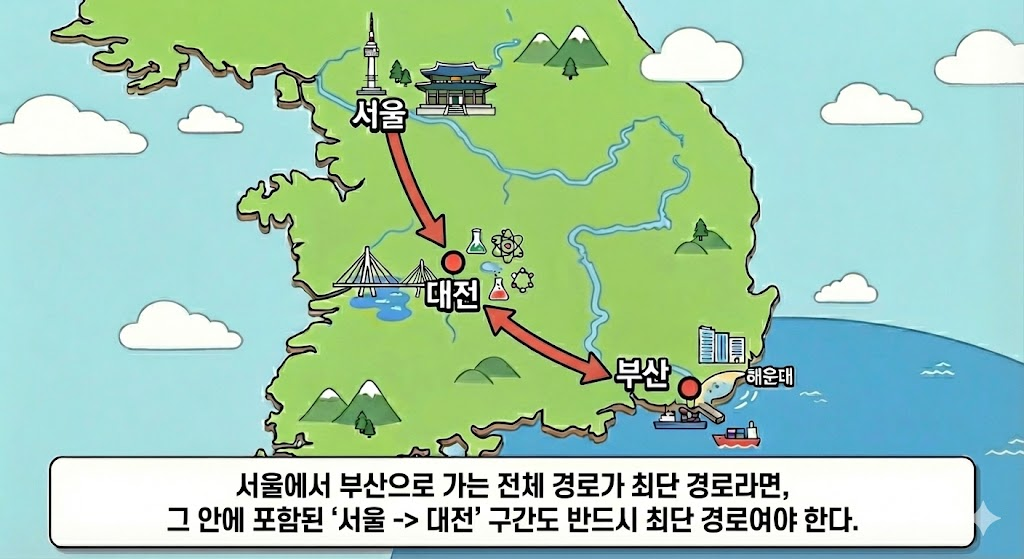 서울
대전
부산
해운대
서울에서 부산으로 가는 전체 경로가 최단 경로라면,
그 안에 포함된 ‘서울 -> 대전’ 구간도 반드시 최단 경로여야 한다.